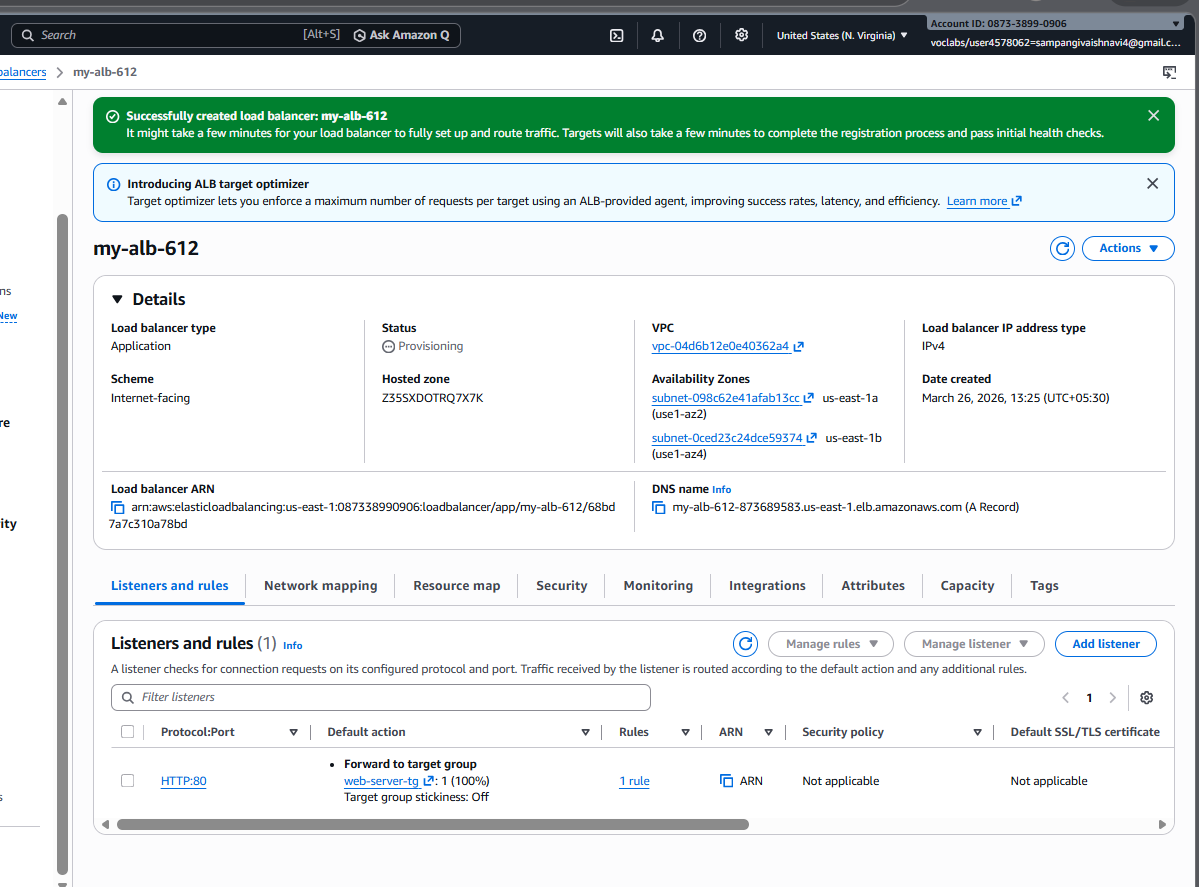 Search [Alt+S] Ask Amazon Q United States (N. Virginia) Account ID: 0873-3899-0906
voclabs/user4578062=sampangivaishnavi4@gmail.c...
balancers > my-alb-612
Successfully created load balancer: my-alb-612
It might take a few minutes for your load balancer to fully set up and route traffic. Targets will also take a few minutes to complete the registration process and pass initial health checks.
Introducing ALB target optimizer
Target optimizer lets you enforce a maximum number of requests per target using an ALB-provided agent, improving success rates, latency, and efficiency. Learn more
my-alb-612
Actions
ns
New
re
ity
s
Details
Load balancer type
Application
Status
Provisioning
VPC
vpc-04d6b12e0e40362a4
Load balancer IP address type
IPv4
Scheme
Internet-facing
Hosted zone
Z35SXDOTRQ7X7K
Availability Zones
subnet-098c62e41afab13cc us-east-1a
(use1-az2)
subnet-0ced23c24dce59374 us-east-1b
(use1-az4)
Date created
March 26, 2026, 13:25 (UTC+05:30)
Load balancer ARN
arn:aws:elasticloadbalancing:us-east-1:087338990906:loadbalancer/app/my-alb-612/68bd
7a7c310a78bd
DNS name Info
my-alb-612-873689583.us-east-1.elb.amazonaws.com (A Record)
Listeners and rules Network mapping Resource map Security Monitoring Integrations Attributes Capacity Tags
Listeners and rules (1) Info
Manage rules Manage listener Add listener
A listener checks for connection requests on its configured protocol and port. Traffic received by the listener is routed according to the default action and any additional rules.
Filter listeners
1
Protocol:Port Default action Rules ARN Security policy Default SSL/TLS certificate
HTTP:80
• Forward to target group
web-server-tg : 1 (100%)
Target group stickiness: Off
1 rule
ARN
Not applicable
Not applicable